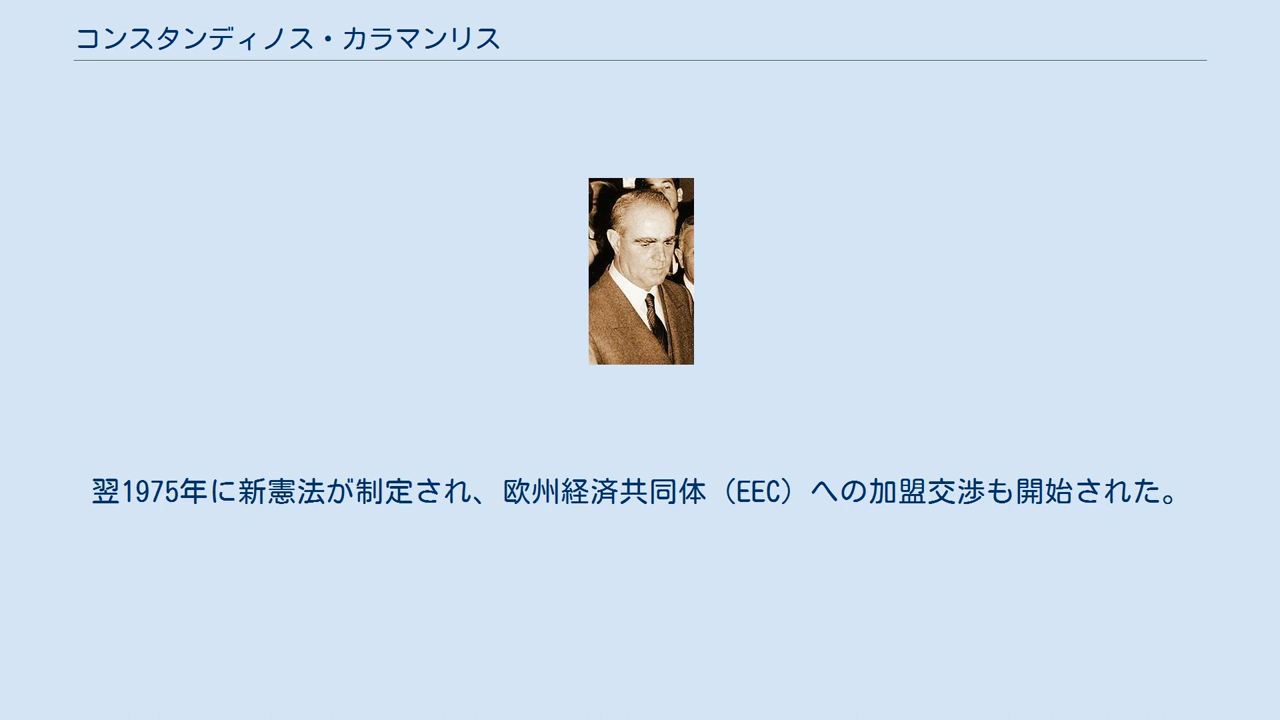 コンスタンディノス・カラマンリス
翌1975年に新憲法が制定され、欧州経済共同体（EEC）への加盟交渉も開始された。